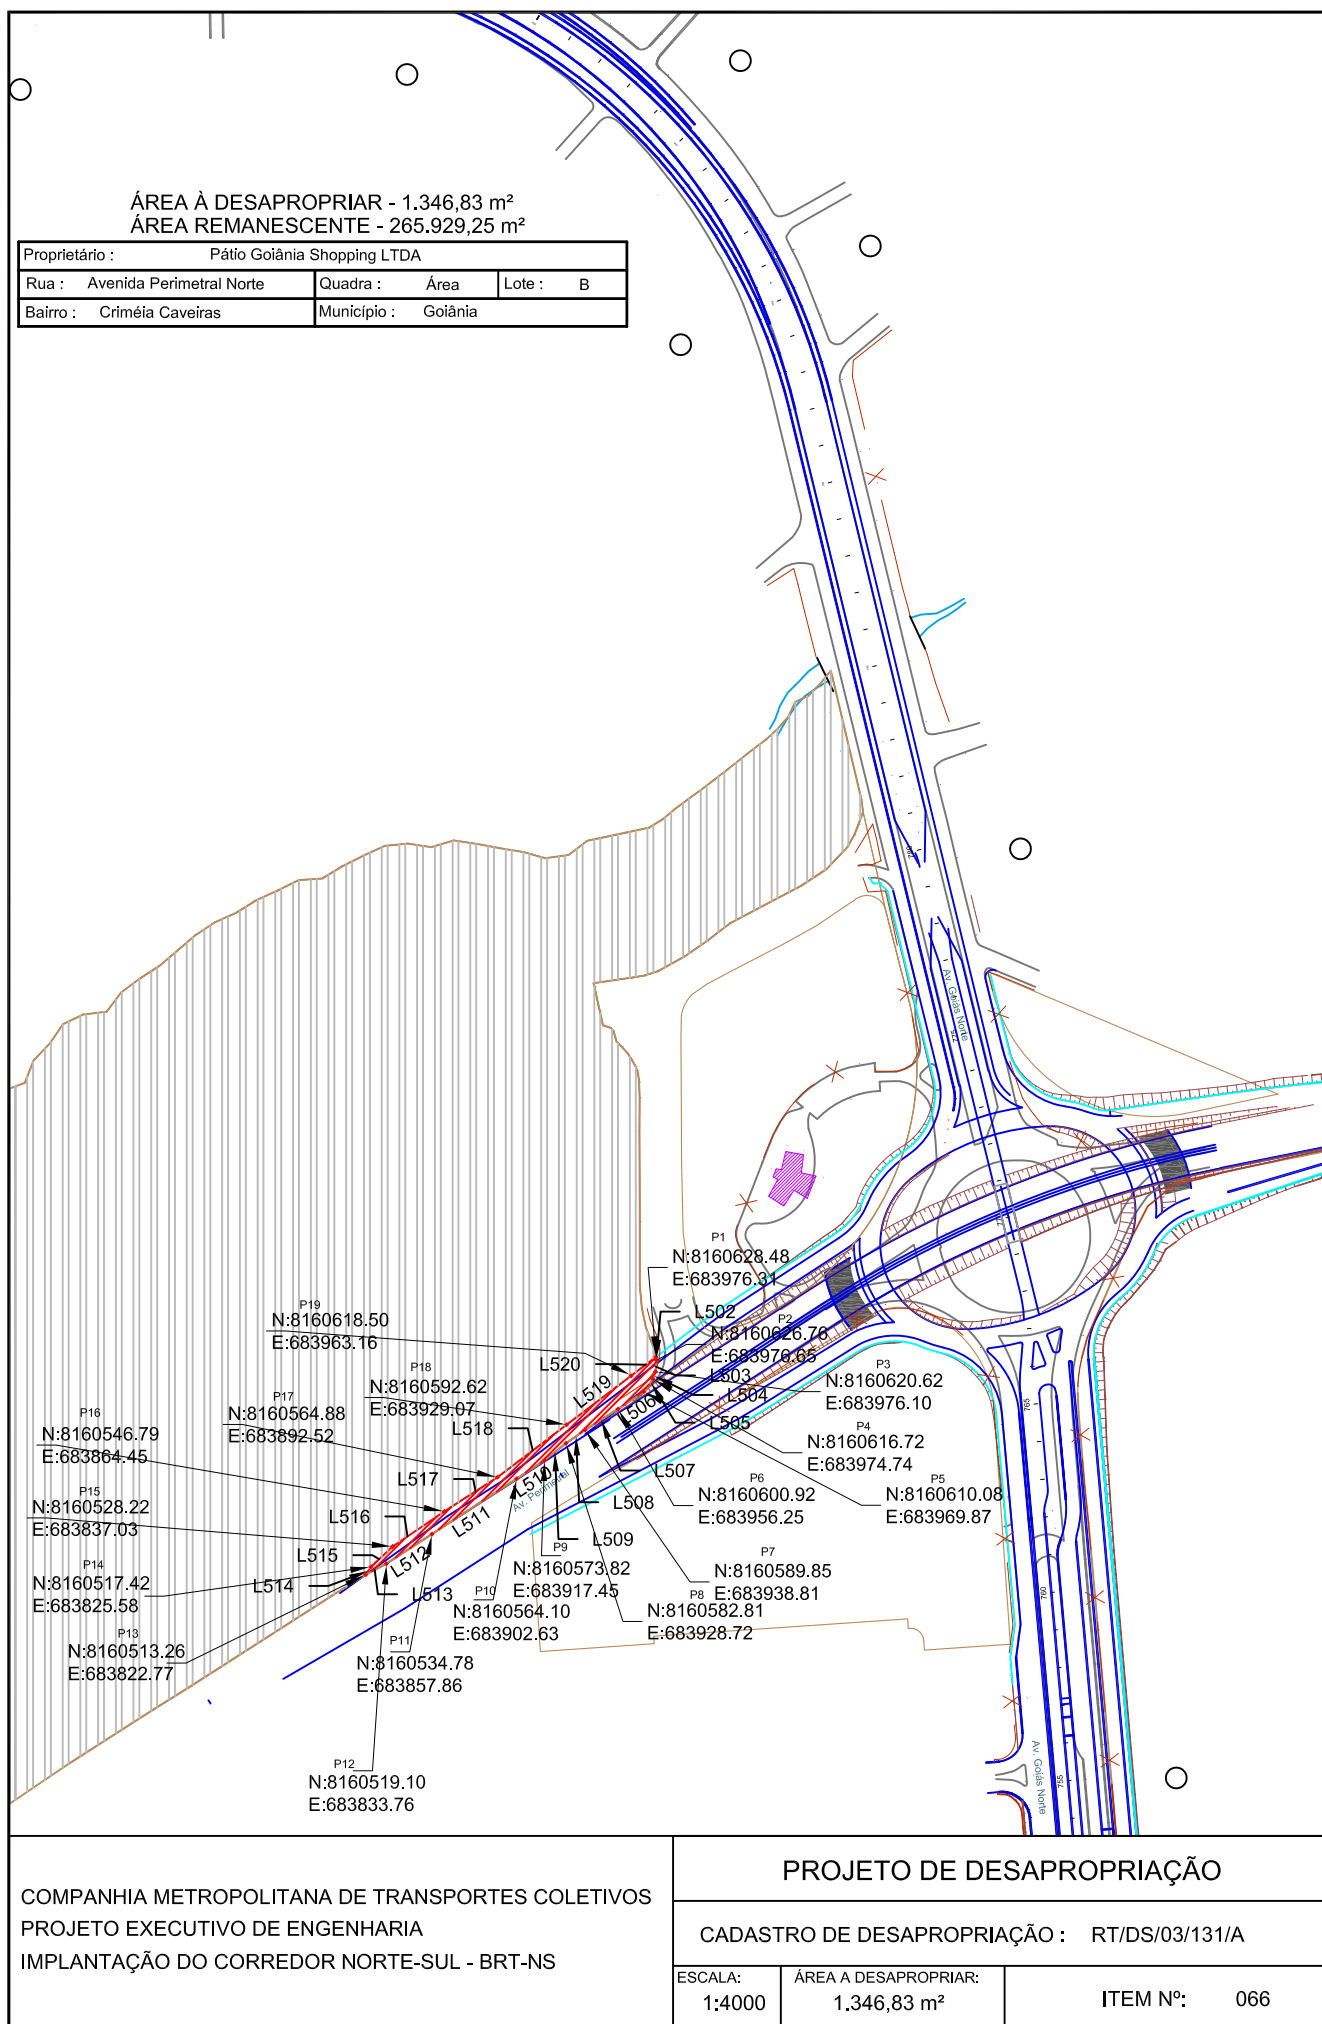 ÁREA À DESAPROPRIAR - 1.346,83 m²
ÁREA REMANESCENTE - 265.929,25 m²
Proprietário : Pátio Goiânia Shopping LTDA
Rua : Avenida Perimetral Norte Quadra : Área Lote : B
Bairro : Criméia Caveiras Município : Goiânia
Av. Goiás Norte
775
P1
N:8160628.48
E:683976.31
L502
P2
N:8160626.76
E:683976.65
L503
P3
N:8160620.62
E:683976.10
L504
L505
P4
N:8160616.72
E:683974.74
P5
N:8160610.08
E:683969.87
L506
P6
N:8160600.92
E:683956.25
L507
P7
N:8160589.85
E:683938.81
L508
P8
N:8160582.81
E:683928.72
L509
P9
N:8160573.82
E:683917.45
L510
P10
N:8160564.10
E:683902.63
L511
P11
N:8160534.78
E:683857.86
L512
P12
N:8160519.10
E:683833.76
L513
P13
N:8160513.26
E:683822.77
L514
P14
N:8160517.42
E:683825.58
L515
P15
N:8160528.22
E:683837.03
L516
P16
N:8160546.79
E:683864.45
L517
P17
N:8160564.88
E:683892.52
L518
P18
N:8160592.62
E:683929.07
L519
P19
N:8160618.50
E:683963.16
L520
Av. Perimetral
765
760
755
Av. Goiás Norte
COMPANHIA METROPOLITANA DE TRANSPORTES COLETIVOS
PROJETO EXECUTIVO DE ENGENHARIA
IMPLANTAÇÃO DO CORREDOR NORTE-SUL - BRT-NS
PROJETO DE DESAPROPRIAÇÃO
CADASTRO DE DESAPROPRIAÇÃO : RT/DS/03/131/A
ESCALA:
1:4000
ÁREA A DESAPROPRIAR:
1.346,83 m²
ITEM Nº: 066